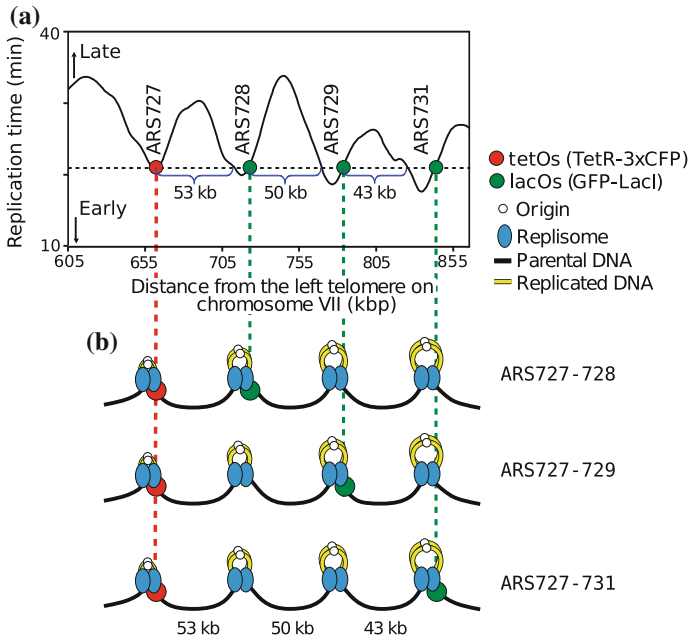 (a)
40
Replication time (min)
Late
ARS727
ARS728
ARS729
ARS731
53 kb
50 kb
43 kb
Early
10
605 655 705 755 805 855
Distance from the left telomere on
chromosome VII (kbp)
tetOs (TetR-3xCFP)
lacOs (GFP-LacI)
Origin
Replisome
Parental DNA
Replicated DNA
(b)
ARS727-728
ARS727-729
ARS727-731
53 kb 50 kb 43 kb